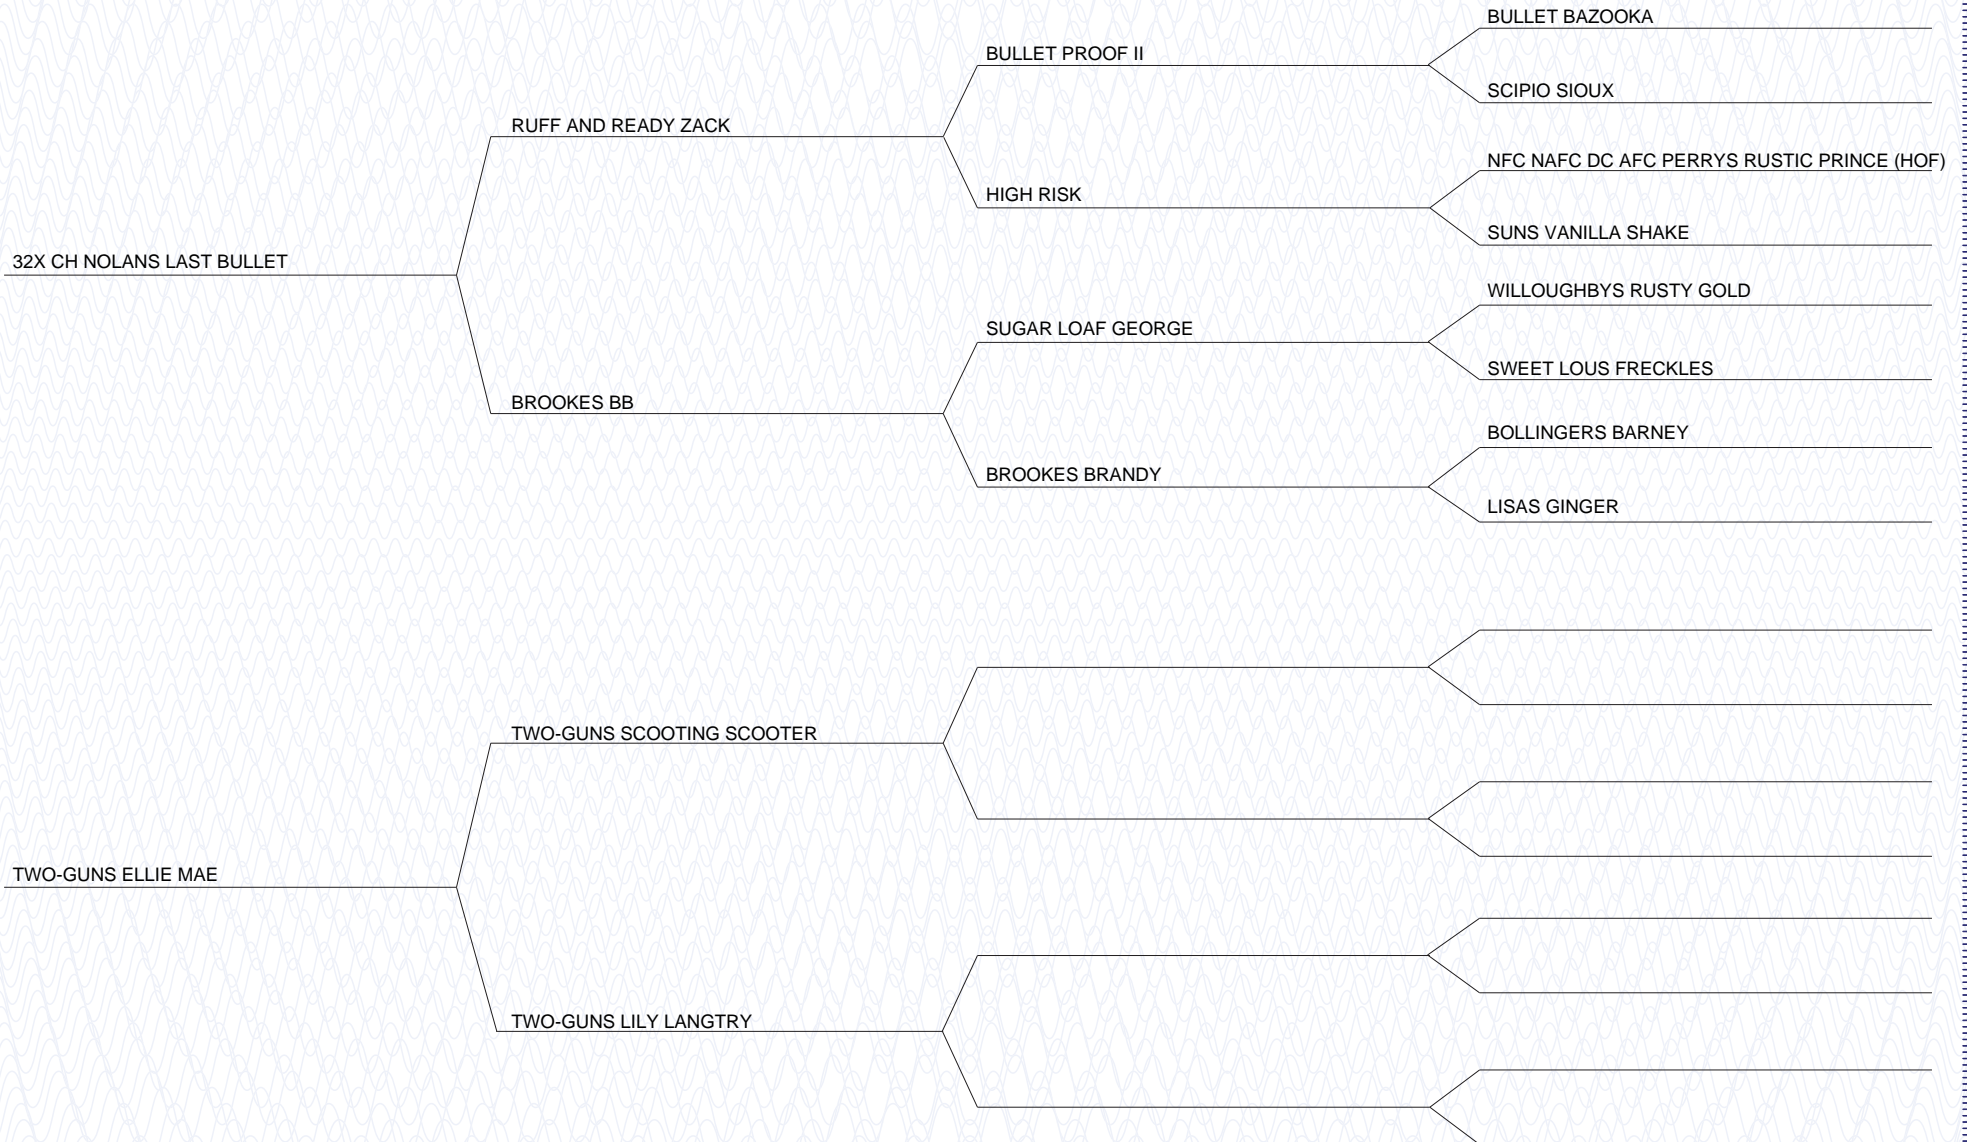 BULLET BAZOOKA
BULLET PROOF II
SCIPIO SIOUX
RUFF AND READY ZACK
NFC NAFC DC AFC PERRYS RUSTIC PRINCE (HOF)
HIGH RISK
SUNS VANILLA SHAKE
32X CH NOLANS LAST BULLET
WILLOUGHBYS RUSTY GOLD
SUGAR LOAF GEORGE
SWEET LOUS FRECKLES
BROOKES BB
BOLLINGERS BARNEY
BROOKES BRANDY
LISAS GINGER
TWO-GUNS SCOOTING SCOOTER
TWO-GUNS ELLIE MAE
TWO-GUNS LILY LANGTRY